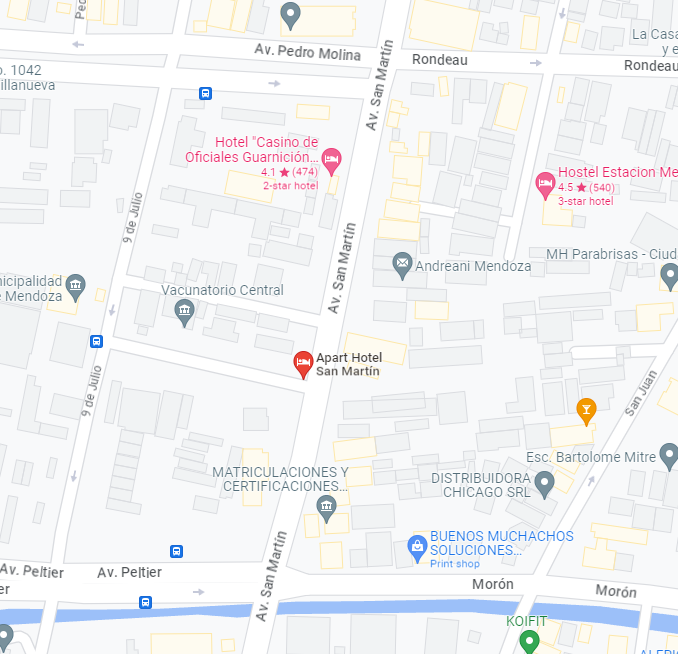 Av. Pedro Molina
Av. San Martín
Rondeau
La Casa
y e
Rondeau
o. 1042
illanueva
Hotel "Casino de
Oficiales Guarnición...
4.1 ★ (474)
2-star hotel
Hostel Estacion Me
4.5 ★ (540)
3-star hotel
9 de Julio
Av. San Martín
Andreani Mendoza
MH Parabrisas - Ciud
nicipalidad
e Mendoza
Vacunatorio Central
Apart Hotel
San Martín
9 de Julio
San Juan
MATRICULACIONES Y
CERTIFICACIONES...
DISTRIBUIDORA
CHICAGO SRL
Esc. Bartolome Mitre
BUENOS MUCHACHOS
SOLUCIONES...
Print shop
Av. San Martín
Av. Peltier
Av. Peltier
er
Morón
Morón
KOIFIT